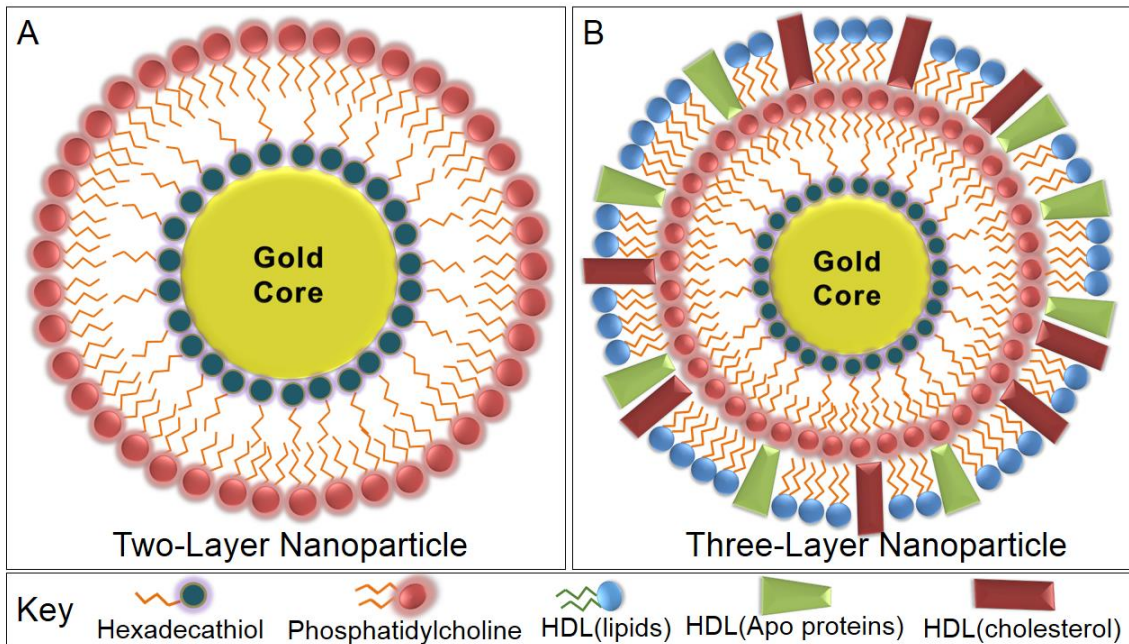 A
Gold
Core
Two-Layer Nanoparticle
B
Gold
Core
Three-Layer Nanoparticle
Key
Hexadecathiol
Phosphatidylcholine
HDL(lipids)
HDL(Apo proteins)
HDL(cholesterol)